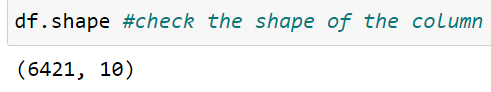 df.shape #check the shape of the column
(6421, 10)